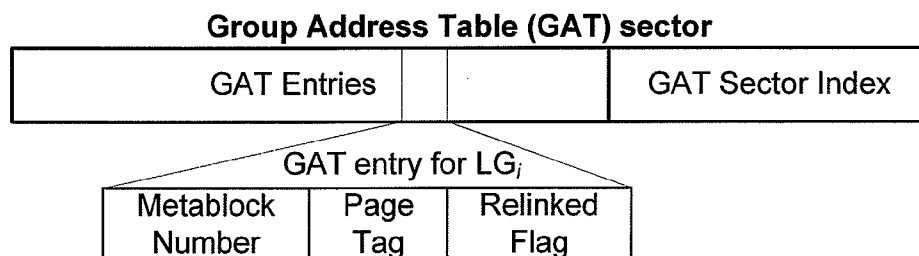 Group Address Table (GAT) sector
GAT Entries GAT Sector Index
GAT entry for LGi
Metablock Page Relinked
Number Tag Flag